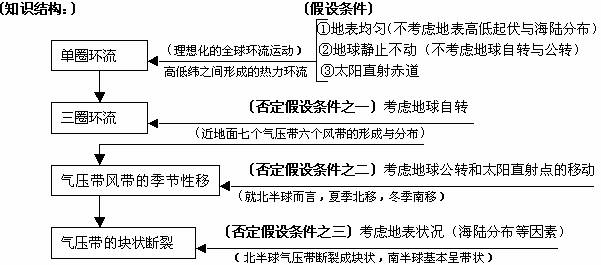 〔知识结构：〕
〔假设条件〕
①地表均匀(不考虑地表高低起伏与海陆分布)
②地球静止不动（不考虑地球自转与公转）
③太阳直射赤道
单圈环流
（理想化的全球环流运动）
高低纬之间形成的热力环流
〔否定假设条件之一〕考虑地球自转
三圈环流
（近地面七个气压带六个风带的形成与分布）
〔否定假设条件之二〕考虑地球公转和太阳直射点的移动
气压带风带的季节性移
（就北半球而言，夏季北移，冬季南移）
〔否定假设条件之三〕考虑地表状况（海陆分布等因素）
气压带的块状断裂
（北半球气压带断裂成块状，南半球基本呈带状）